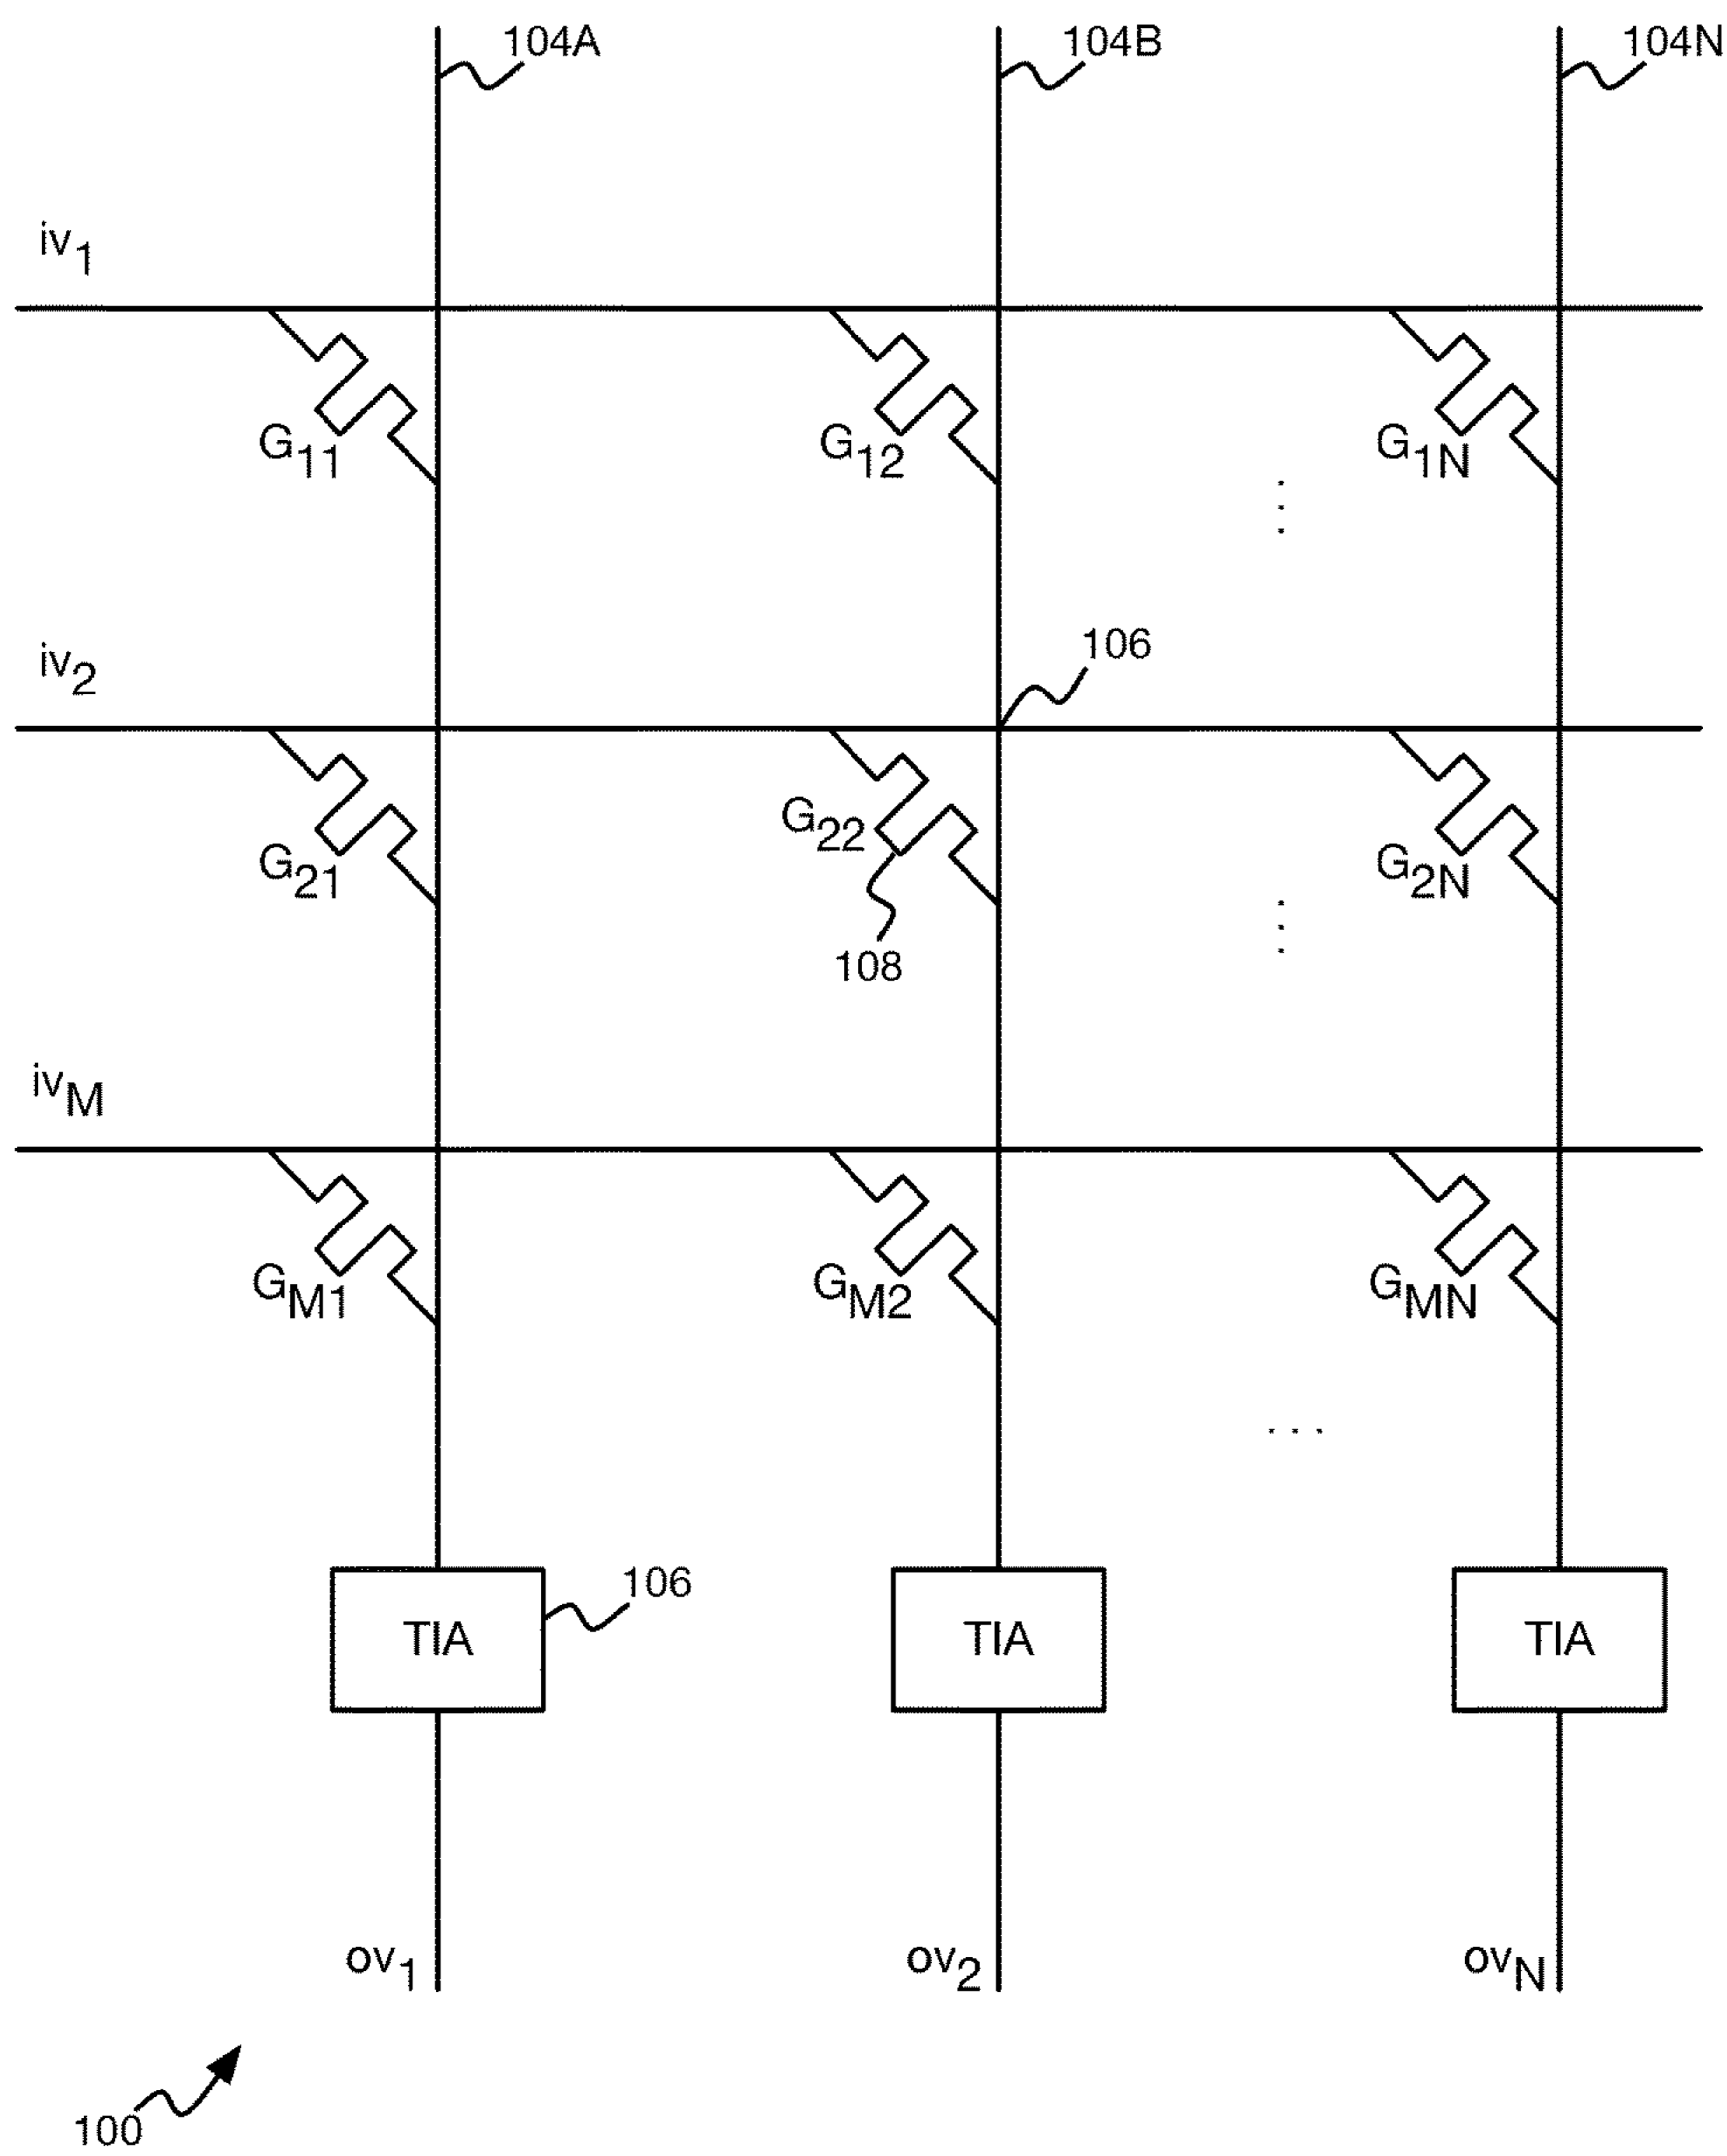 104A 104B 104N
iv1
G11 G12 G1N
iv2
106
G21 G22 G2N
108
ivM
GM1 GM2 GMN
TIA 106 TIA TIA
ov1 ov2 ovN
100